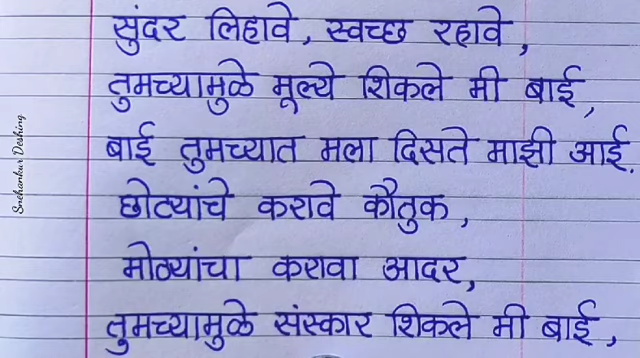 सुंदर लिहावे, स्वच्छ रहावे,
तुमच्यामुळे मूल्ये शिकले मी बाई,
बाई तुमच्यात मला दिसते माझी आई.
छोट्यांचे करावे कौतुक,
मोठ्यांचा करावा आदर,
तुमच्यामुळे संस्कार शिकले मी बाई,
Snehankur Deshing